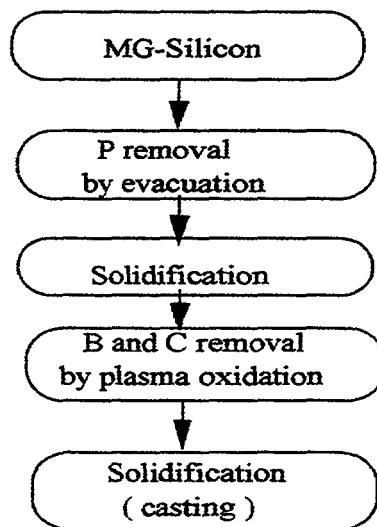 MG-Silicon
P removal
by evacuation
Solidification
B and C removal
by plasma oxidation
Solidification
( casting )